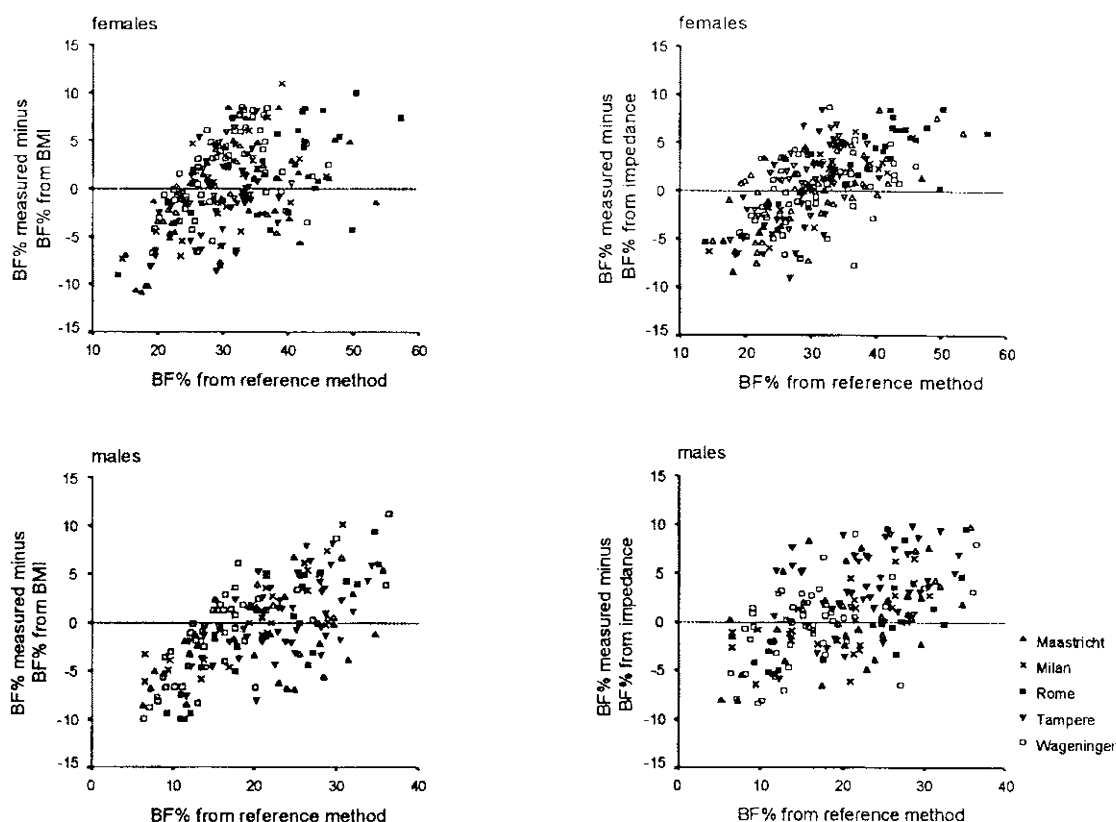 females
15
10
5
0
-5
-10
-15
10 20 30 40 50 60
BF% measured minus
BF% from BMI
BF% from reference method
females
15
10
5
0
-5
-10
-15
10 20 30 40 50 60
BF% measured minus
BF% from impedance
BF% from reference method
males
15
10
5
0
-5
-10
-15
0 10 20 30 40
BF% measured minus
BF% from BMI
BF% from reference method
males
15
10
5
0
-5
-10
-15
0 10 20 30 40
BF% measured minus
BF% from impedance
BF% from reference method
Maastricht
Milan
Rome
Tampere
Wageninger